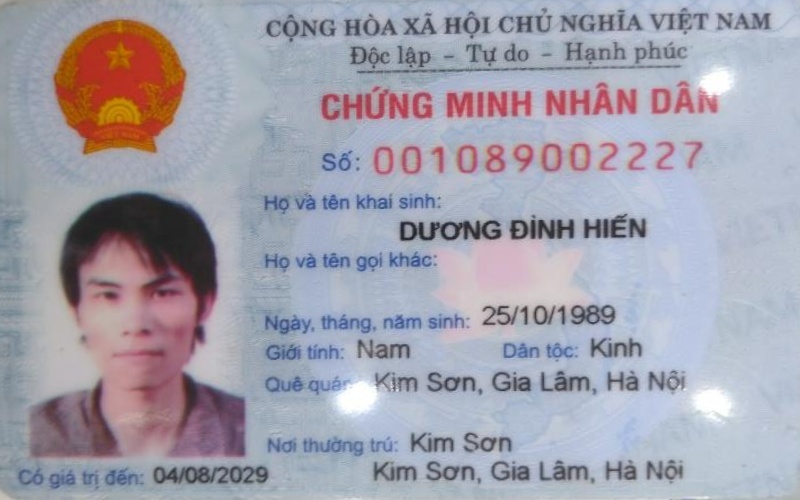 CỘNG HÒA XÃ HỘI CHỦ NGHĨA VIỆT NAM
Độc lập - Tự do - Hạnh phúc
CHỨNG MINH NHÂN DÂN
Số: 001089002227
Họ và tên khai sinh:
DƯƠNG ĐÌNH HIẾN
Họ và tên gọi khác:
Ngày, tháng, năm sinh: 25/10/1989
Giới tính: Nam Dân tộc: Kinh
Quê quán: Kim Sơn, Gia Lâm, Hà Nội
Nơi thường trú: Kim Sơn
Có giá trị đến: 04/08/2029 Kim Sơn, Gia Lâm, Hà Nội